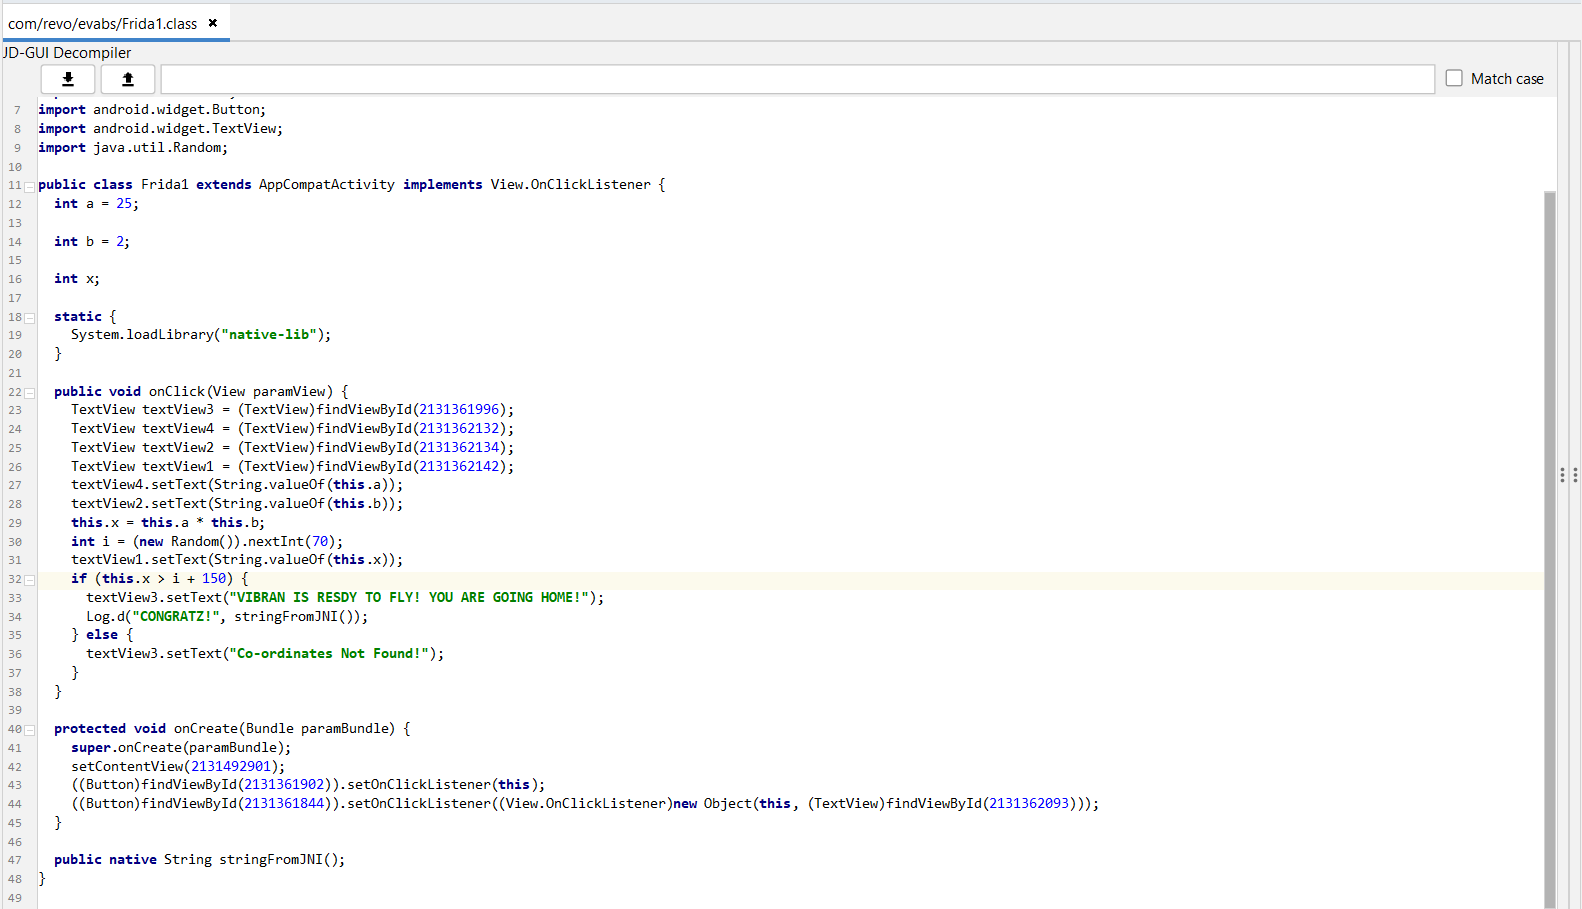 com/revo/evabs/Frida1.class ×
JD-GUI Decompiler
Match case
7 import android.widget.Button;
8 import android.widget.TextView;
9 import java.util.Random;
10
11 public class Frida1 extends AppCompatActivity implements View.OnClickListener {
12 int a = 25;
13
14 int b = 2;
15
16 int x;
17
18 static {
19 System.loadLibrary("native-lib");
20 }
21
22 public void onClick(View paramView) {
23 TextView textView3 = (TextView)findViewById(2131361996);
24 TextView textView4 = (TextView)findViewById(2131362132);
25 TextView textView2 = (TextView)findViewById(2131362134);
26 TextView textView1 = (TextView)findViewById(2131362142);
27 textView4.setText(String.valueOf(this.a));
28 textView2.setText(String.valueOf(this.b));
29 this.x = this.a * this.b;
30 int i = (new Random()).nextInt(70);
31 textView1.setText(String.valueOf(this.x));
32 if (this.x > i + 150) {
33 textView3.setText("VIBRAN IS RESDY TO FLY! YOU ARE GOING HOME!");
34 Log.d("CONGRATZ!", stringFromJNI());
35 } else {
36 textView3.setText("Co-ordinates Not Found!");
37 }
38 }
39
40 protected void onCreate(Bundle paramBundle) {
41 super.onCreate(paramBundle);
42 setContentView(2131492901);
43 ((Button)findViewById(2131361902)).setOnClickListener(this);
44 ((Button)findViewById(2131361844)).setOnClickListener((View.OnClickListener)new Object(this, (TextView)findViewById(2131362093)));
45 }
46
47 public native String stringFromJNI();
48 }
49